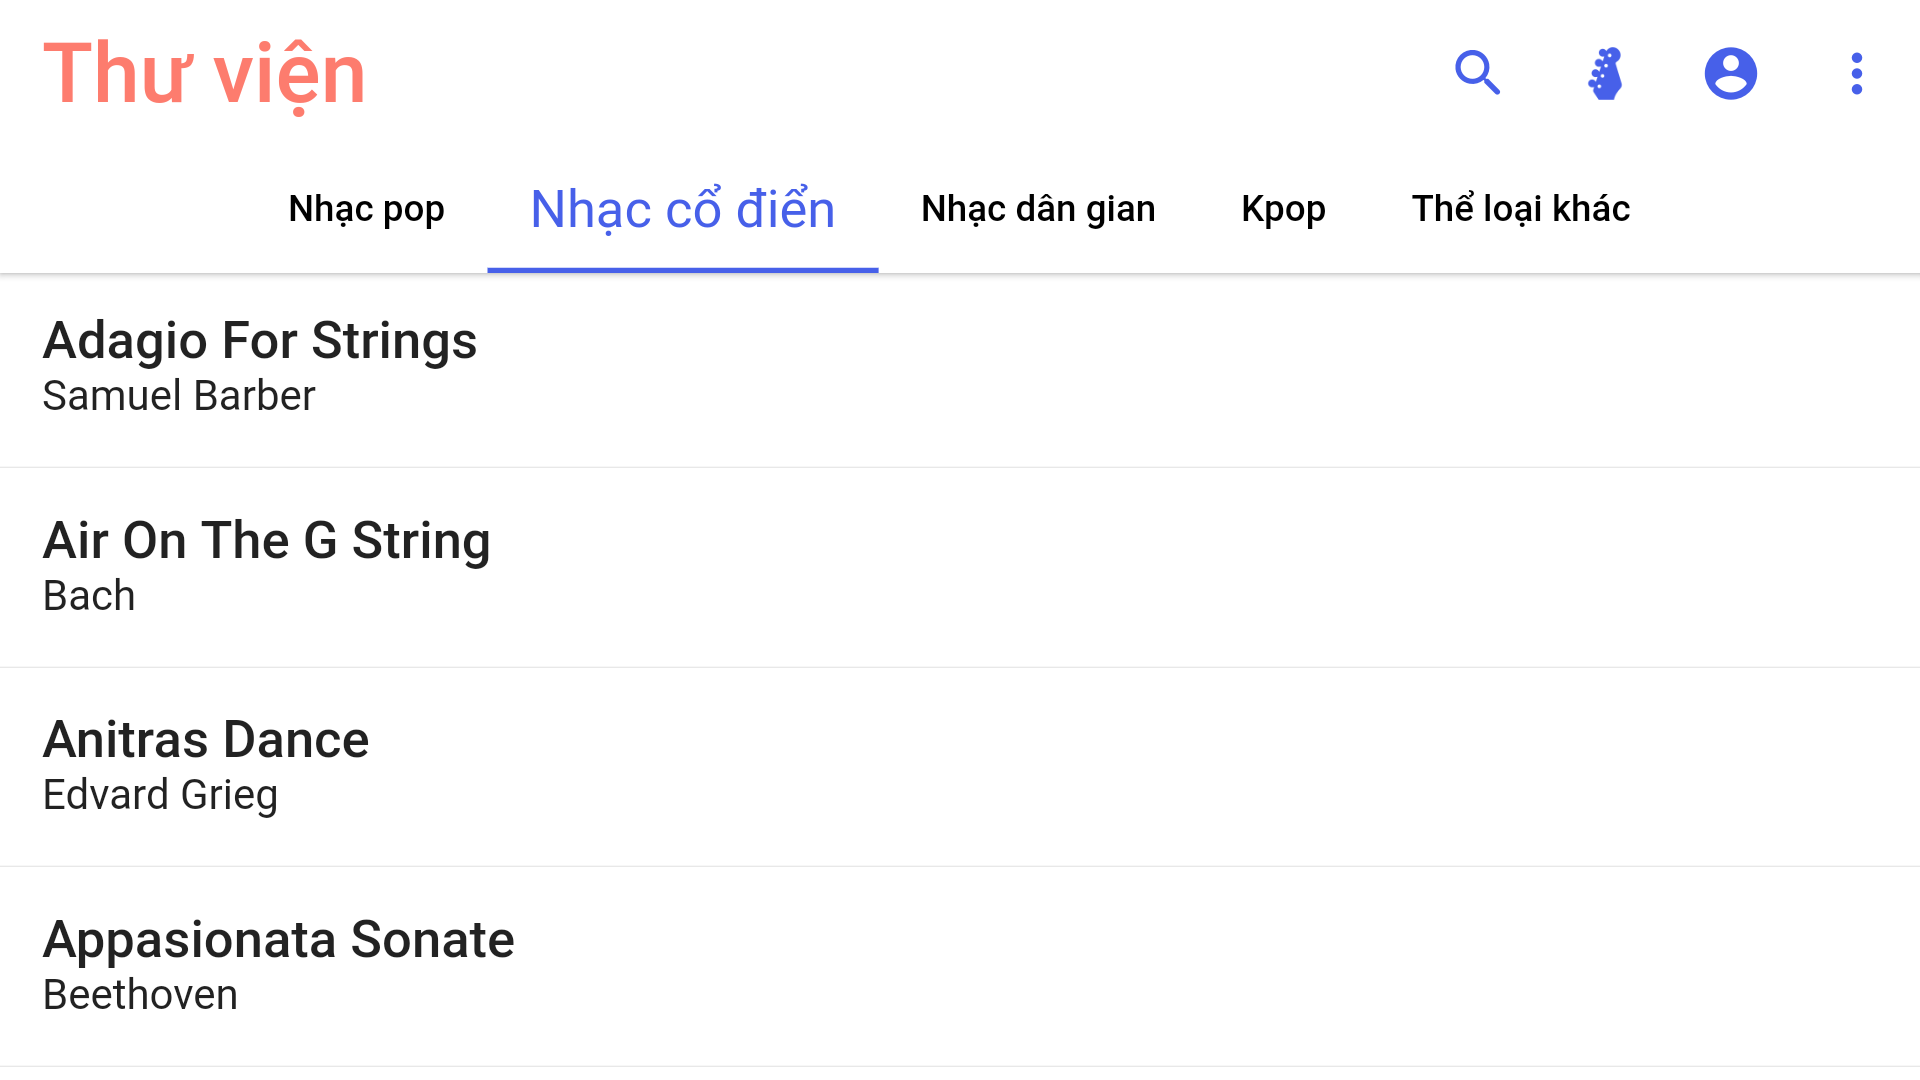 Thư viện
Nhạc pop Nhạc cổ điển Nhạc dân gian Kpop Thể loại khác
Adagio For Strings
Samuel Barber
Air On The G String
Bach
Anitras Dance
Edvard Grieg
Appasionata Sonate
Beethoven